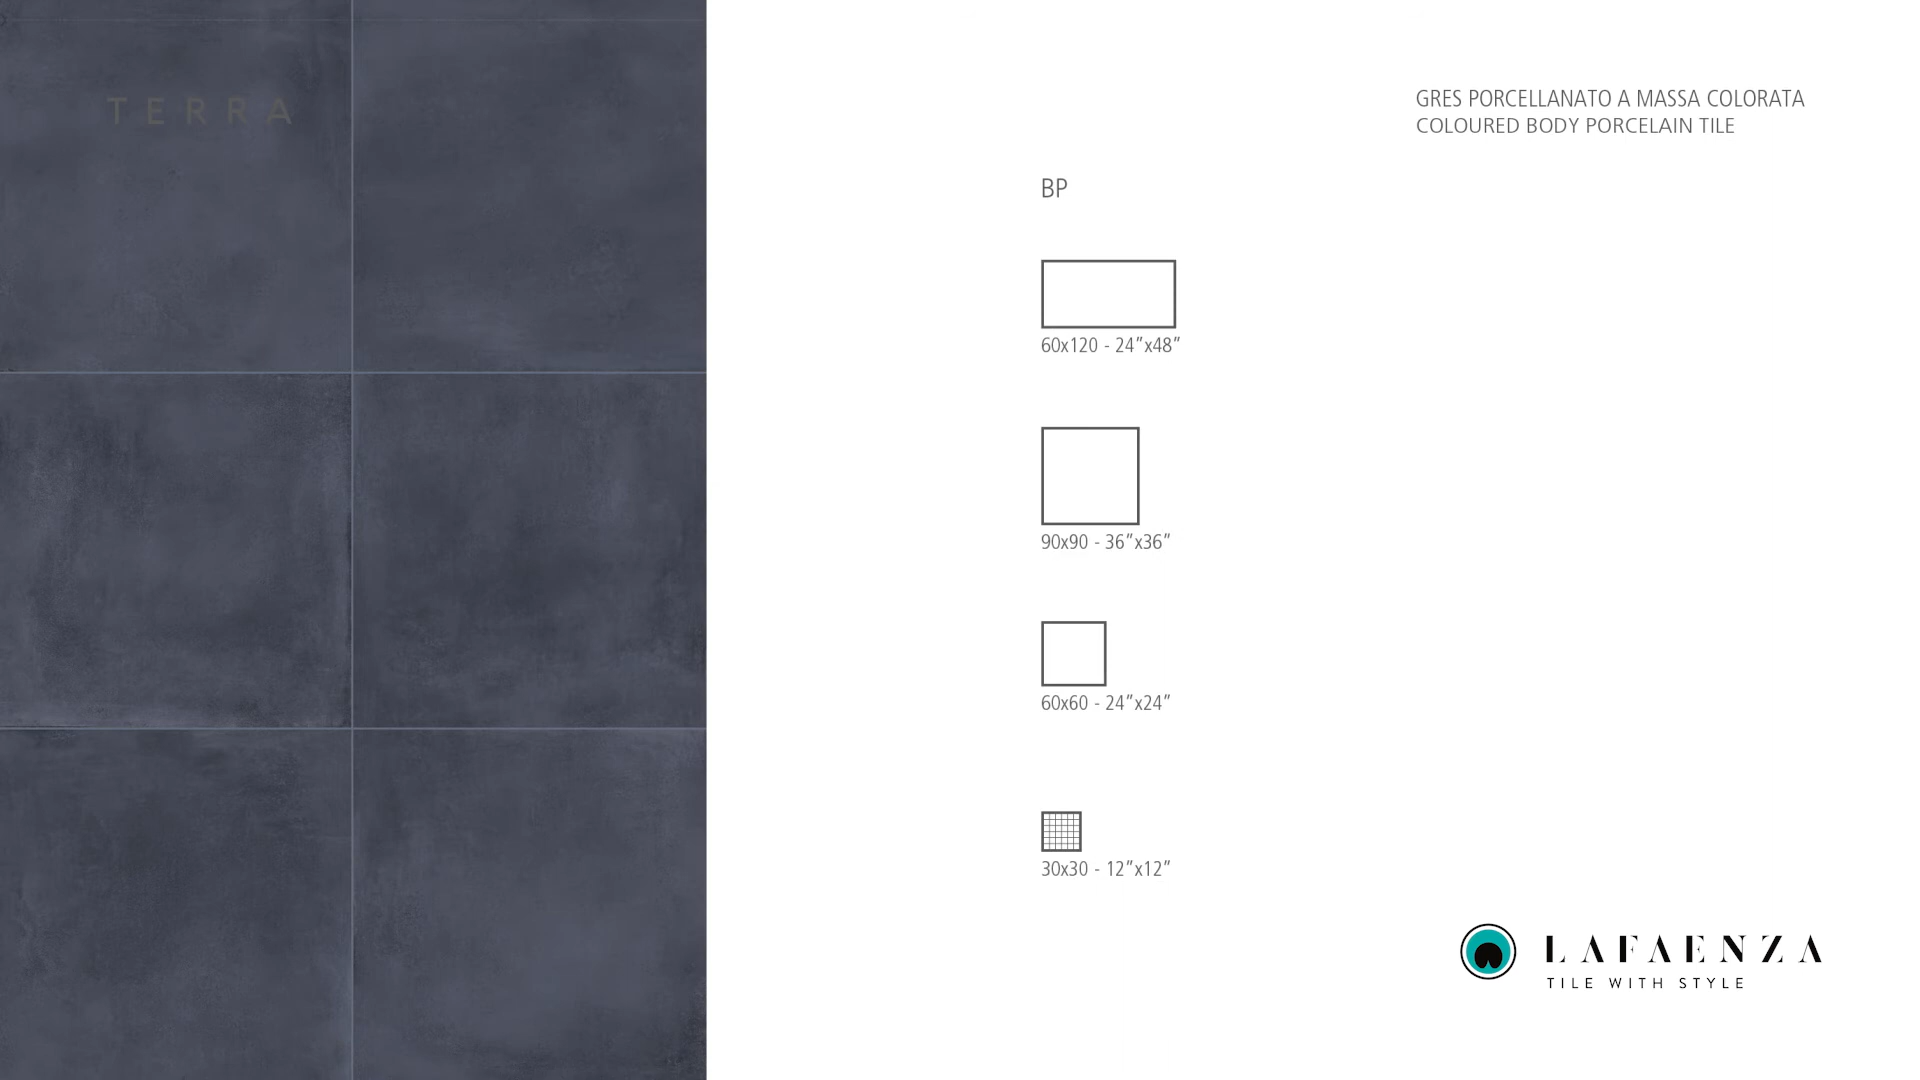 TERRA
GRES PORCELLANATO A MASSA COLORATA
COLOURED BODY PORCELAIN TILE
BP
60x120 - 24”x48”
90x90 - 36”x36”
60x60 - 24”x24”
30x30 - 12”x12”
LAFAENZA
TILE WITH STYLE